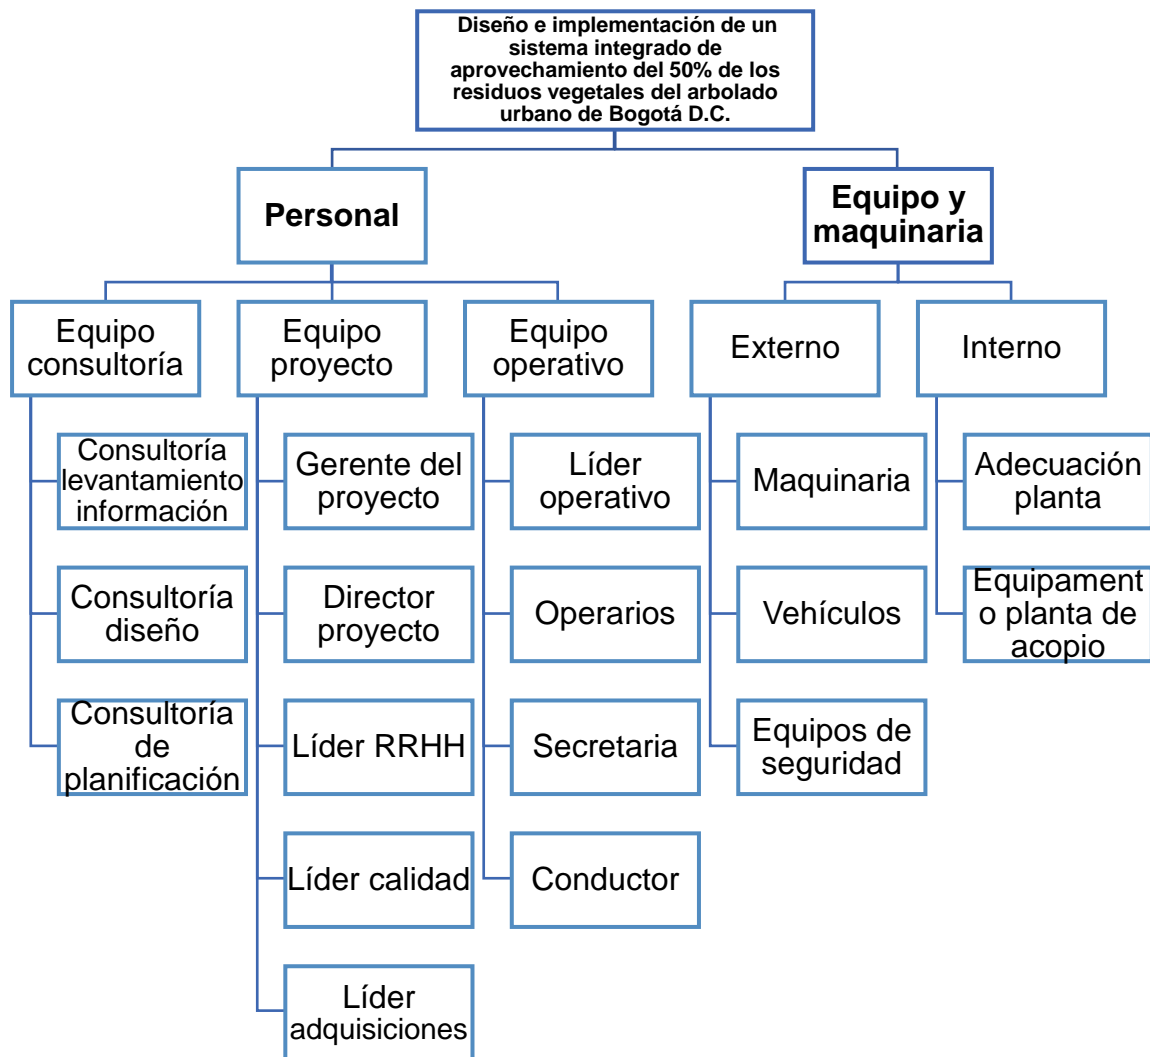 Diseño e implementación de un
sistema integrado de
aprovechamiento del 50% de los
residuos vegetales del arbolado
urbano de Bogotá D.C.
Personal
Equipo y
maquinaria
Equipo
consultoría
Equipo
proyecto
Equipo
operativo
Externo
Interno
Consultoría
levantamiento
información
Consultoría
diseño
Consultoría
de
planificación
Gerente del
proyecto
Director
proyecto
Líder RRHH
Líder calidad
Líder
adquisiciones
Líder
operativo
Operarios
Secretaria
Conductor
Maquinaria
Vehículos
Equipos de
seguridad
Adecuación
planta
Equipament
o planta de
acopio